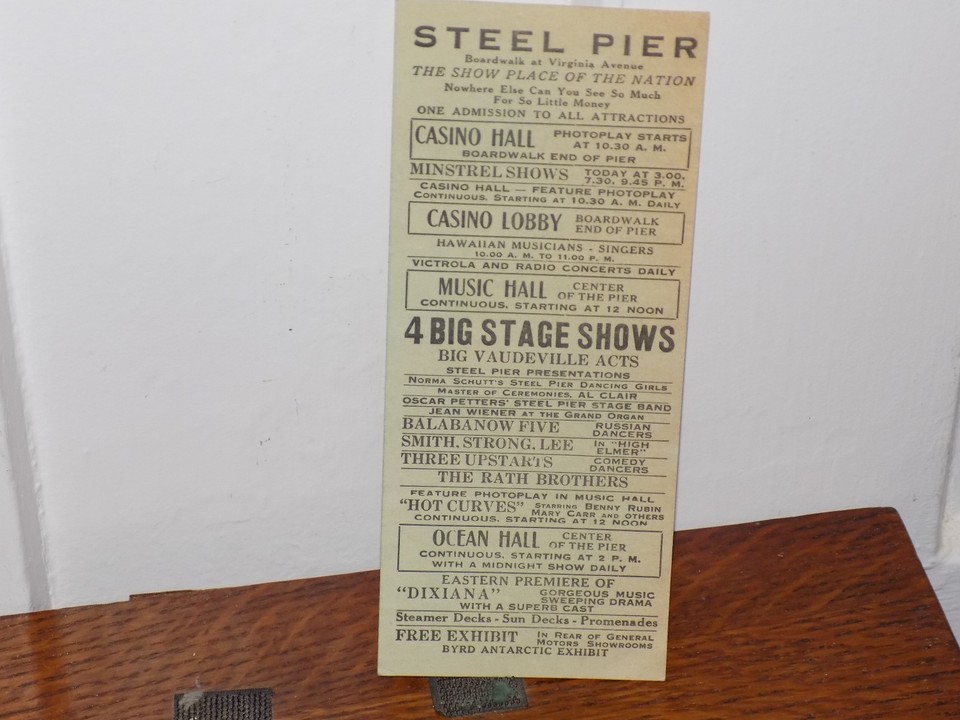 STEEL PIER
Boardwalk at Virginia Avenue
THE SHOW PLACE OF THE NATION
Nowhere Else Can You See So Much
For So Little Money
ONE ADMISSION TO ALL ATTRACTIONS
CASINO HALL PHOTOPLAY STARTS
AT 10.30 A. M.
BOARDWALK END OF PIER
MINSTREL SHOWS TODAY AT 3.00,
7.30, 9.45 P. M.
CASINO HALL — FEATURE PHOTOPLAY
CONTINUOUS, STARTING AT 10.30 A. M. DAILY
CASINO LOBBY BOARDWALK
END OF PIER
HAWAIIAN MUSICIANS - SINGERS
10.00 A. M. TO 11.00 P. M.
VICTROLA AND RADIO CONCERTS DAILY
MUSIC HALL CENTER
OF THE PIER
CONTINUOUS, STARTING AT 12 NOON
4 BIG STAGE SHOWS
BIG VAUDEVILLE ACTS
STEEL PIER PRESENTATIONS
NORMA SCHUTT'S STEEL PIER DANCING GIRLS
MASTER OF CEREMONIES, AL CLAIR
OSCAR PETTERS' STEEL PIER STAGE BAND
JEAN WIENER AT THE GRAND ORGAN
BALABANOW FIVE RUSSIAN
DANCERS
SMITH, STRONG, LEE IN "HIGH
ELMER"
THREE UPSTARTS COMEDY
DANCERS
THE RATH BROTHERS
FEATURE PHOTOPLAY IN MUSIC HALL
"HOT CURVES" STARRING BENNY RUBIN
MARY CARR AND OTHERS
CONTINUOUS, STARTING AT 12 NOON
OCEAN HALL CENTER
OF THE PIER
CONTINUOUS, STARTING AT 2 P. M.
WITH A MIDNIGHT SHOW DAILY
EASTERN PREMIERE OF
"DIXIANA" GORGEOUS MUSIC
SWEEPING DRAMA
WITH A SUPERB CAST
Steamer Decks - Sun Decks - Promenades
FREE EXHIBIT IN REAR OF GENERAL
MOTORS SHOWROOMS
BYRD ANTARCTIC EXHIBIT